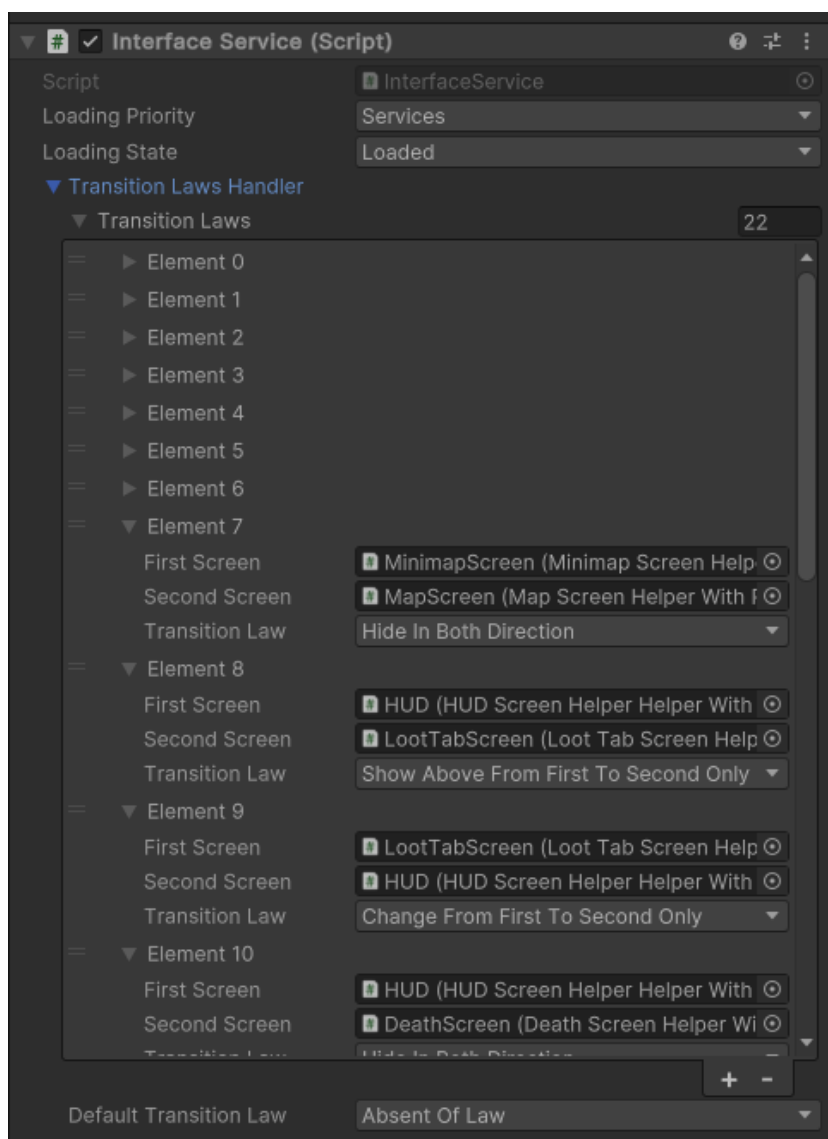 Interface Service (Script)
Script InterfaceService
Loading Priority Services
Loading State Loaded
Transition Laws Handler
Transition Laws 22
Element 0
Element 1
Element 2
Element 3
Element 4
Element 5
Element 6
Element 7
First Screen MinimapScreen (Minimap Screen Help
Second Screen MapScreen (Map Screen Helper With
Transition Law Hide In Both Direction
Element 8
First Screen HUD (HUD Screen Helper Helper With
Second Screen LootTabScreen (Loot Tab Screen Help
Transition Law Show Above From First To Second Only
Element 9
First Screen LootTabScreen (Loot Tab Screen Help
Second Screen HUD (HUD Screen Helper Helper With
Transition Law Change From First To Second Only
Element 10
First Screen HUD (HUD Screen Helper Helper With
Second Screen DeathScreen (Death Screen Helper Wi
Transition Law Hide In Both Direction
Default Transition Law Absent Of Law